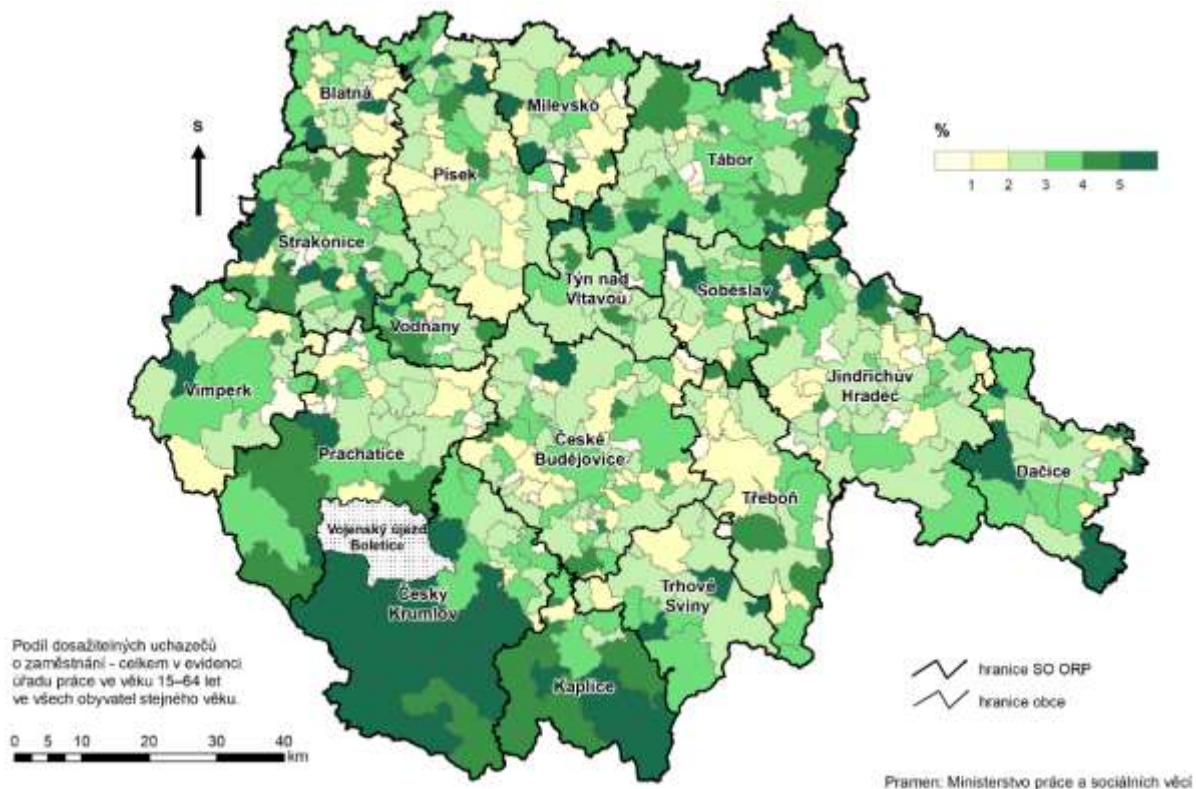 Blatná
Milevsko
S
%
Tábor
Písek
1 2 3 4 5
Strakonice
Týn nad
Vltavou
Soběslav
Vodňany
Vimperk
Jindřichův
Hradec
České
Budějovice
Prachatice
Dačice
Třeboň
Vojenský újezd
Boletice
Trhové
Sviny
Český
Krumlov
Podíl dosažitelných uchazečů
o zaměstnání - celkem v evidenci
úřadu práce ve věku 15–64 let
ve všech obyvatel stejného věku.
hranice SO ORP
Kaplice
hranice obce
0 5 10 20 30 40
km
Pramen: Ministerstvo práce a sociálních věcí